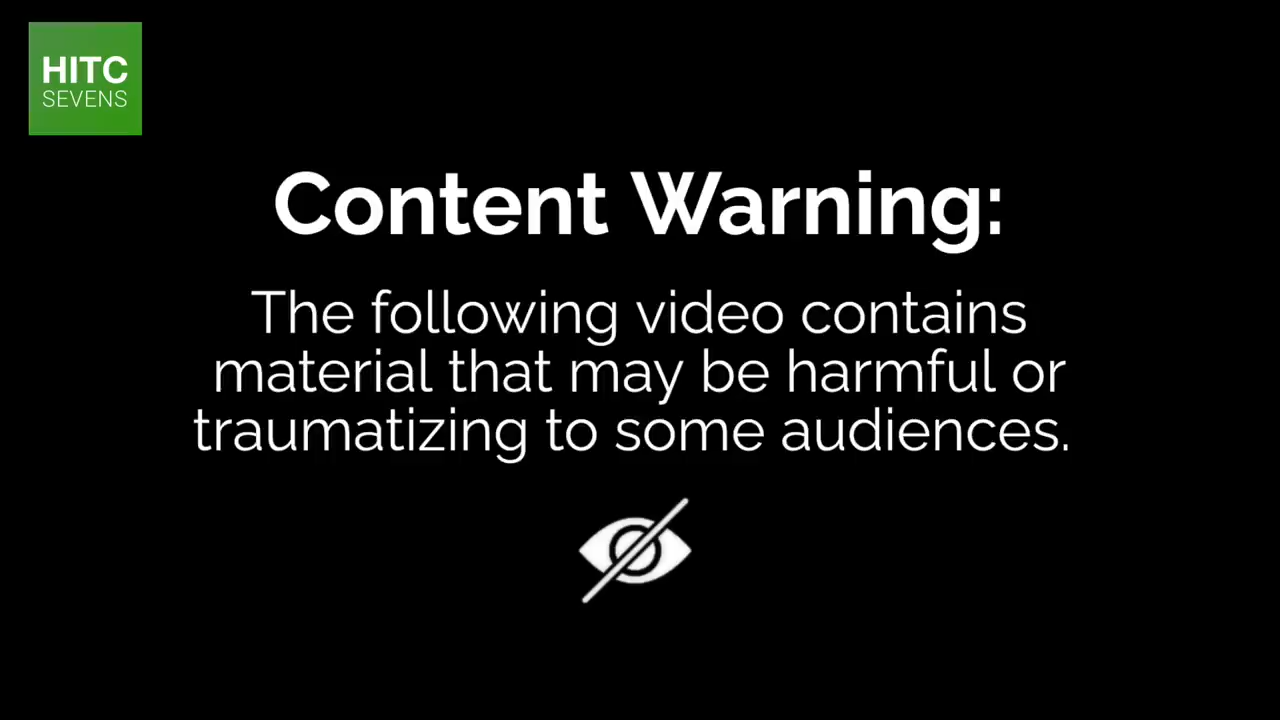 HITC
SEVENS
Content Warning:
The following video contains
material that may be harmful or
traumatizing to some audiences.